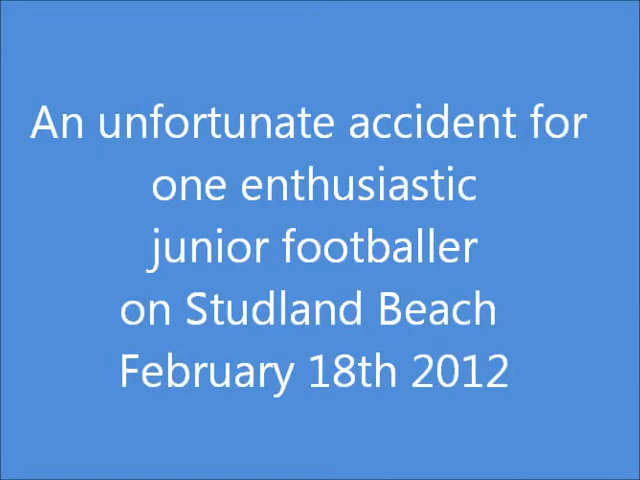 An unfortunate accident for
one enthusiastic
junior footballer
on Studland Beach
February 18th 2012